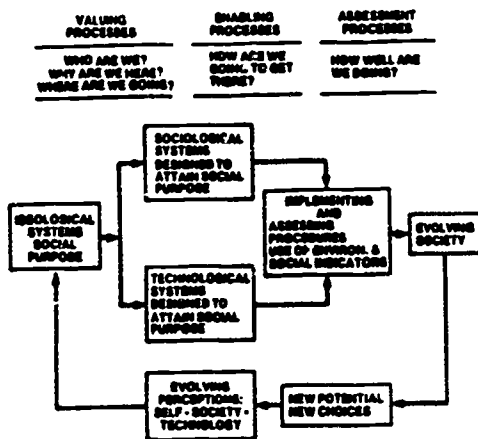 VALUING
PROCESSES
ENABLING
PROCESSES
ASSESSMENT
PROCESSES
WHO ARE WE?
WHY ARE WE HERE?
WHERE ARE WE GOING?
HOW ARE WE
GOING TO GET
THERE?
HOW WELL ARE
WE DOING?
SOCIOLOGICAL
SYSTEMS
DESIGNED TO
ATTAIN SOCIAL
PURPOSE
IDEOLOGICAL
SYSTEMS
SOCIAL
PURPOSE
IMPLEMENTING
AND
ASSESSING
PROCEDURES
USE OF ENVIRON. &
SOCIAL INDICATORS
EVOLVING
SOCIETY
TECHNOLOGICAL
SYSTEMS
DESIGNED TO
ATTAIN SOCIAL
PURPOSE
EVOLVING
PERCEPTIONS:
SELF - SOCIETY -
TECHNOLOGY
NEW POTENTIAL
NEW CHOICES